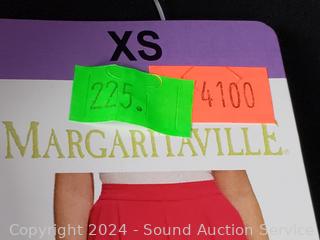 XS
225.
4100
MARGARITAVILLE®
Copyright 2024 - Sound Auction Service